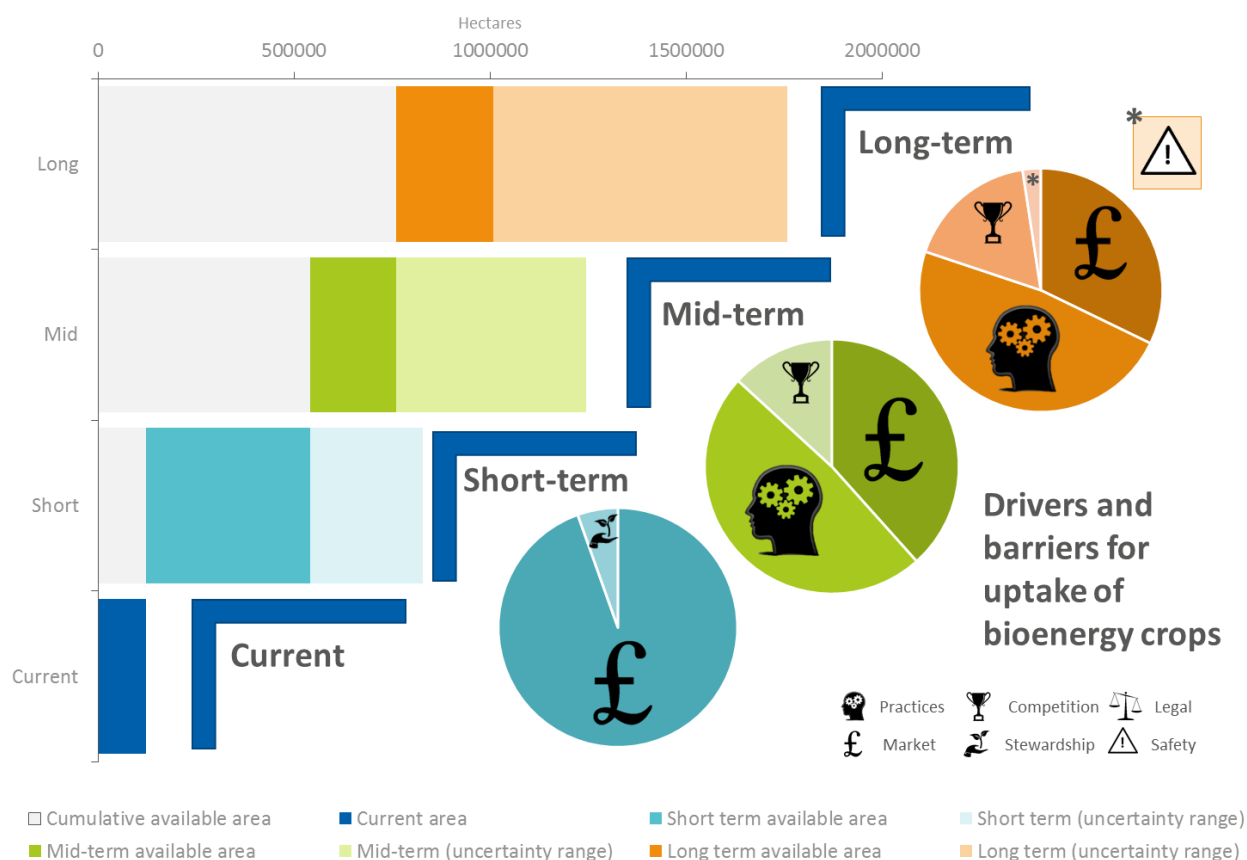 Hectares
0 500000 1000000 1500000 2000000
Long
Long-term
*
*
£
Mid
Mid-term
£
Short
Short-term
£
Drivers and
barriers for
uptake of
bioenergy crops
Current
Current
Practices Competition Legal
£ Market Stewardship ! Safety
Cumulative available area Current area Short term available area Short term (uncertainty range)
Mid-term available area Mid-term (uncertainty range) Long term available area Long term (uncertainty range)